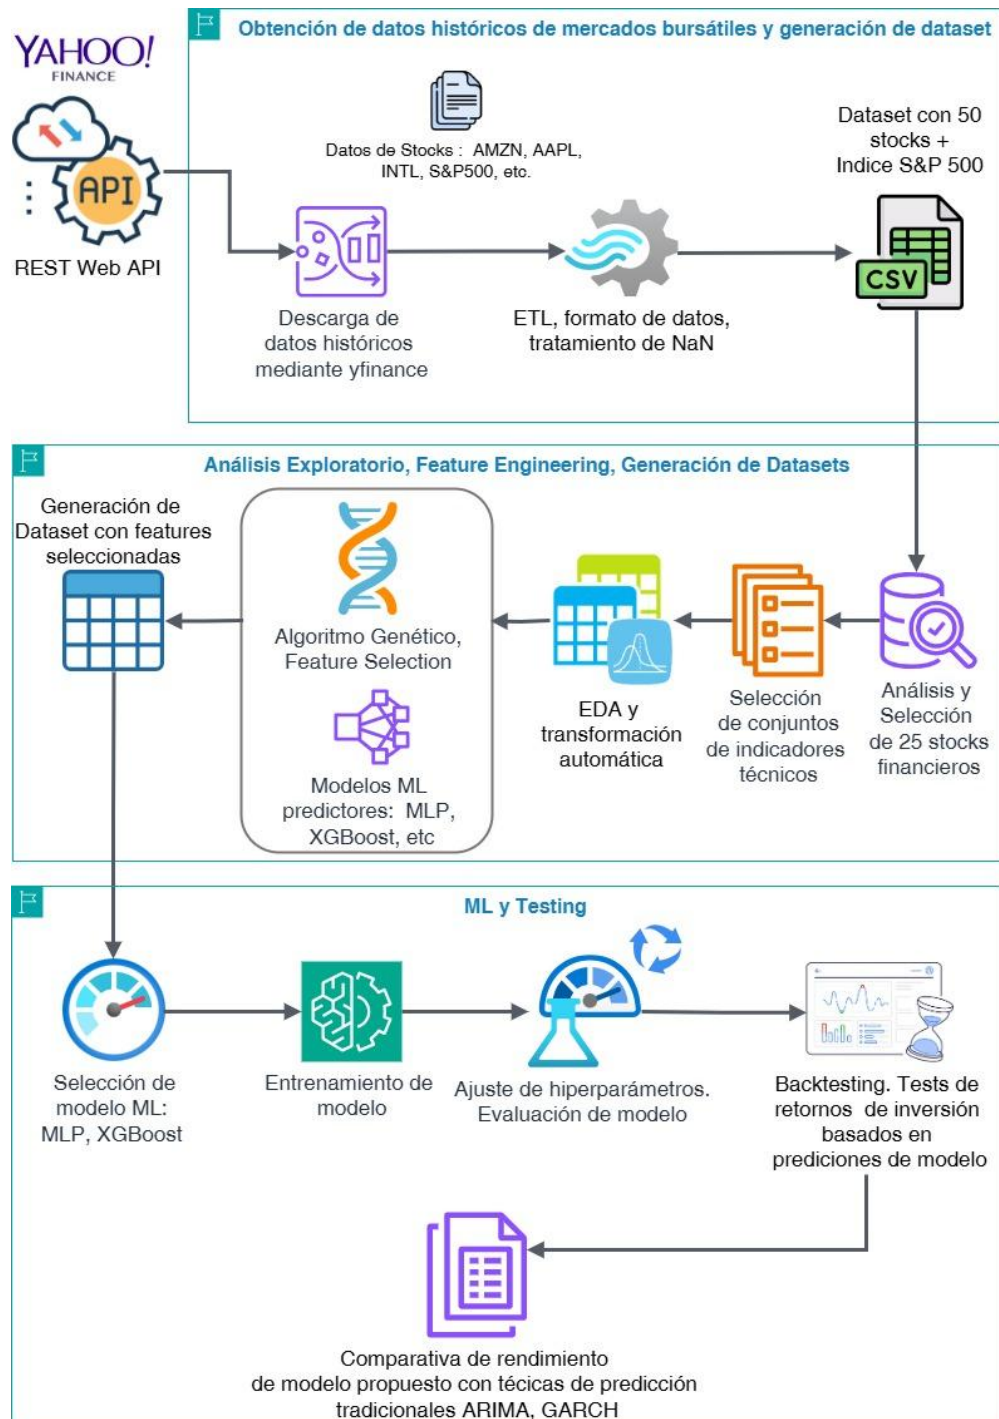 Obtención de datos históricos de mercados bursátiles y generación de dataset
YAHOO!
FINANCE
API
REST Web API
Datos de Stocks : AMZN, AAPL,
INTL, S&P500, etc.
Descarga de
datos históricos
mediante yfinance
ETL, formato de datos,
tratamiento de NaN
Dataset con 50
stocks +
Indice S&P 500
CSV
Análisis Exploratorio, Feature Engineering, Generación de Datasets
Generación de
Dataset con features
seleccionadas
Algoritmo Genético,
Feature Selection
Modelos ML
predictores: MLP,
XGBoost, etc
EDA y
transformación
automática
Selección
de conjuntos
de indicadores
técnicos
Análisis y
Selección
de 25 stocks
financieros
ML y Testing
Selección de
modelo ML:
MLP, XGBoost
Entrenamiento de
modelo
Ajuste de hiperparámetros.
Evaluación de modelo
Backtesting. Tests de
retornos de inversión
basados en
prediciones de modelo
Comparativa de rendimiento
de modelo propuesto con técicas de predicción
tradicionales ARIMA, GARCH